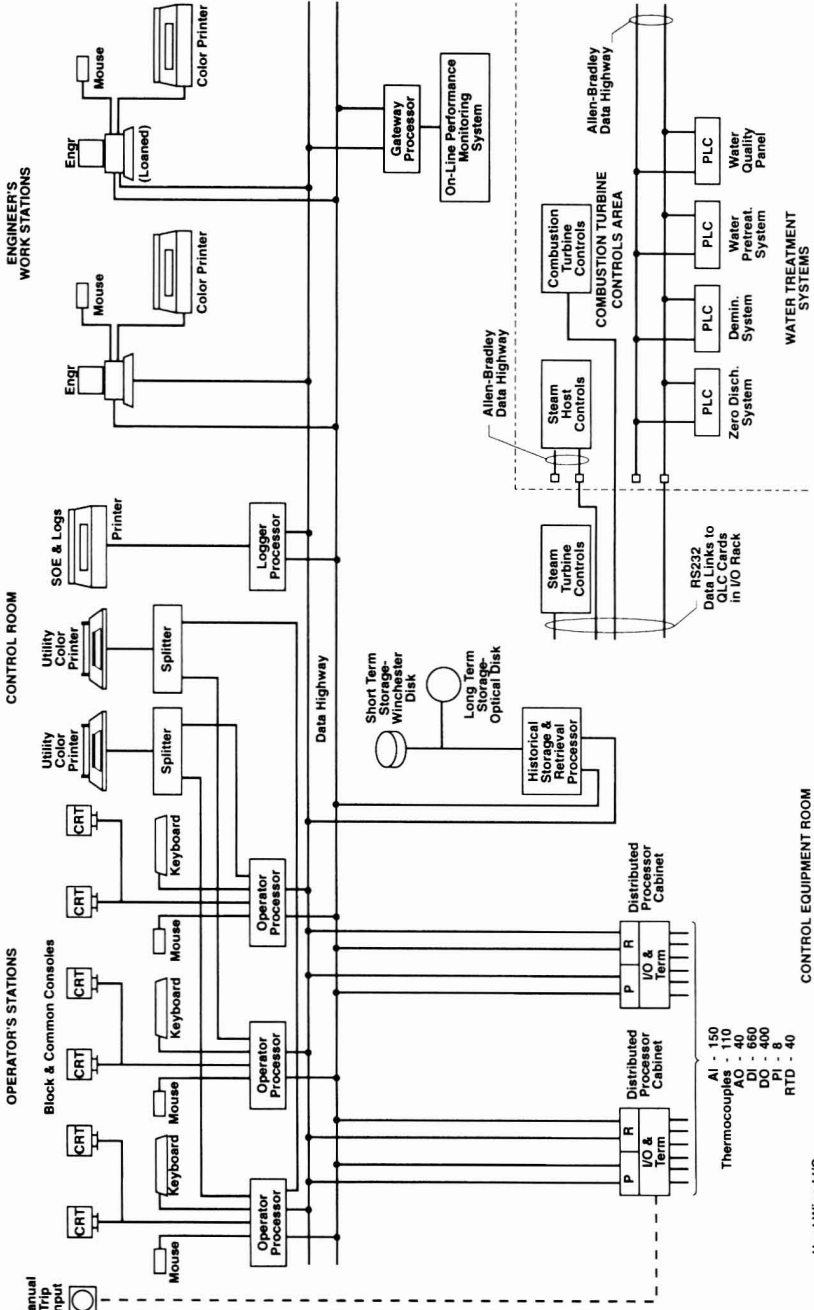 OPERATOR'S STATIONS
CONTROL ROOM
ENGINEER'S
WORK STATIONS
Block & Common Consoles
Trip
CRT
CRT
CRT
CRT
CRT
CRT
Mouse
Keyboard
Mouse
Keyboard
Mouse
Keyboard
Operator
Processor
Operator
Processor
Operator
Processor
Utility
Color
Printer
Utility
Color
Printer
Splitter
Splitter
SOE & Logs
Printer
Logger
Processor
Engr
Mouse
Color Printer
Engr
(Loaned)
Mouse
Color Printer
Data Highway
Gateway
Processor
On-Line Performance
Monitoring
System
Short Term
Storage-
Winchester
Disk
Long Term
Storage-
Optical Disk
Historical
Storage &
Retrieval
Processor
Distributed
Processor
Cabinet
P
R
I/O &
Term
Distributed
Processor
Cabinet
P
R
I/O &
Term
AI - 150
Thermocouples - 110
AO - 40
DI - 660
DO - 400
PI - 8
RTD - 40
CONTROL EQUIPMENT ROOM
Steam
Turbine
Controls
RS232
Data Links to
QLC Cards
in I/O Rack
Allen-Bradley
Data Highway
Steam
Host
Controls
Combustion
Turbine
Controls
COMBUSTION TURBINE
CONTROLS AREA
Allen-Bradley
Data Highway
PLC
Zero Disch.
System
PLC
Demin.
System
PLC
Water
Pretreat.
System
PLC
Water
Quality
Panel
WATER TREATMENT
SYSTEMS